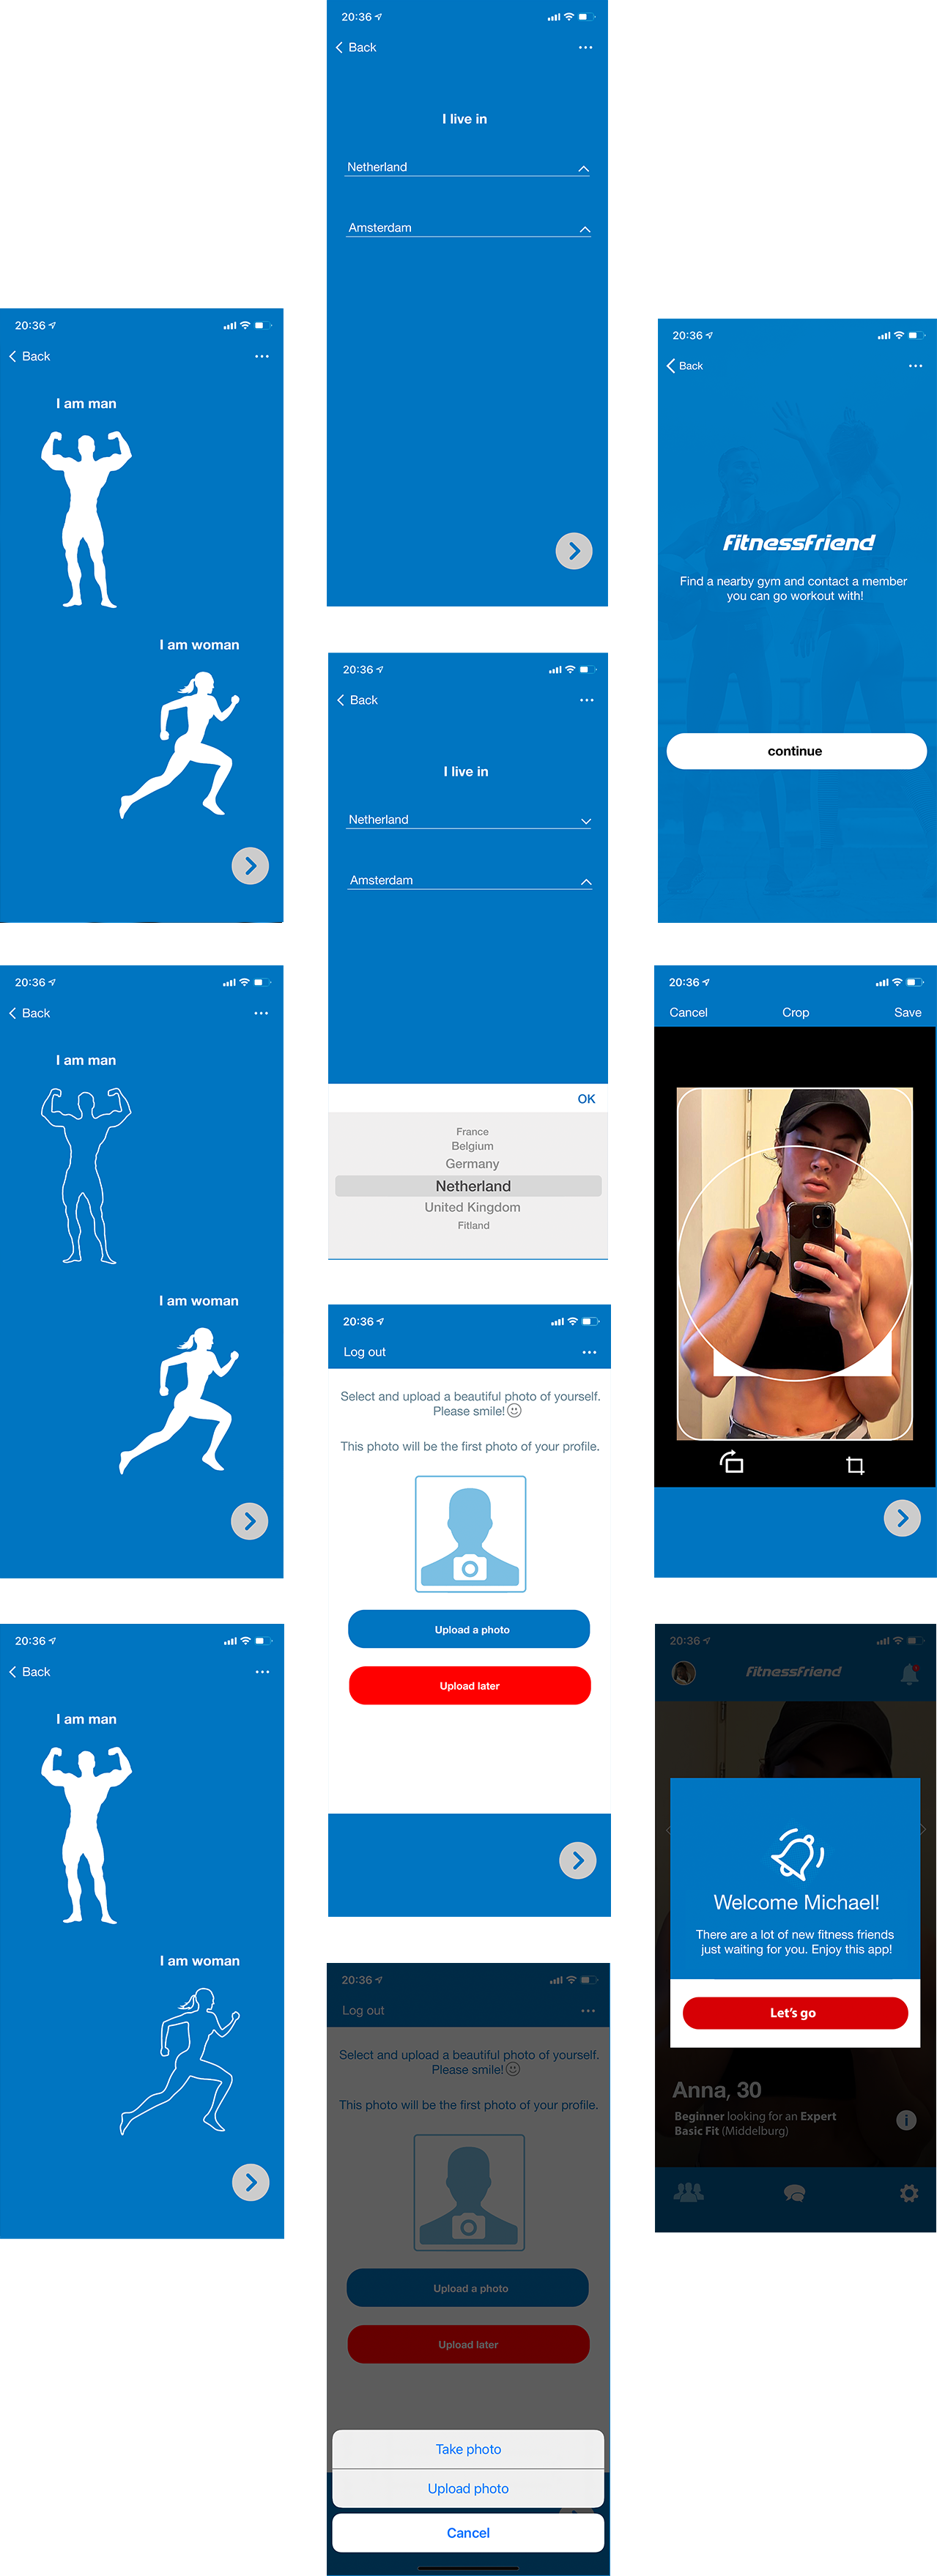 20:36
Back
I am man
I am woman
20:36
Back
I am man
I am woman
20:36
Back
I am man
I am woman
20:36
Back
I live in
Netherland
Amsterdam
20:36
Back
I live in
Netherland
Amsterdam
OK
France
Belgium
Germany
Netherland
United Kingdom
Fitland
20:36
Log out
Select and upload a beautiful photo of yourself.
Please smile!
This photo will be the first photo of your profile.
Upload a photo
Upload later
20:36
Log out
Select and upload a beautiful photo of yourself.
Please smile!
This photo will be the first photo of your profile.
Upload a photo
Upload later
Take photo
Upload photo
Cancel
20:36
Back
fitnessfriend
Find a nearby gym and contact a member
you can go workout with!
continue
20:36
Cancel Crop Save
20:36
fitnessfriend
Welcome Michael!
There are a lot of new fitness friends
just waiting for you. Enjoy this app!
Let's go
Anna, 30
Beginner looking for an Expert
Basic Fit (Middelburg)